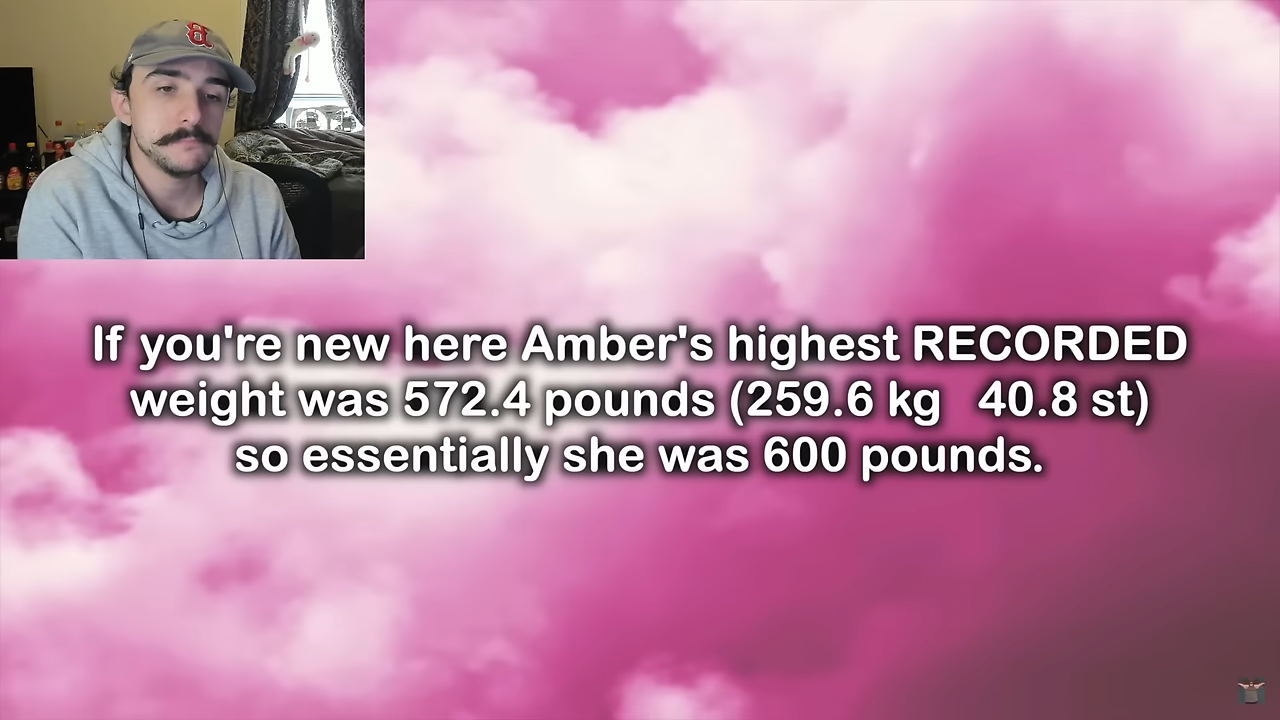 If you're new here Amber's highest RECORDED
weight was 572.4 pounds (259.6 kg   40.8 st)
so essentially she was 600 pounds.